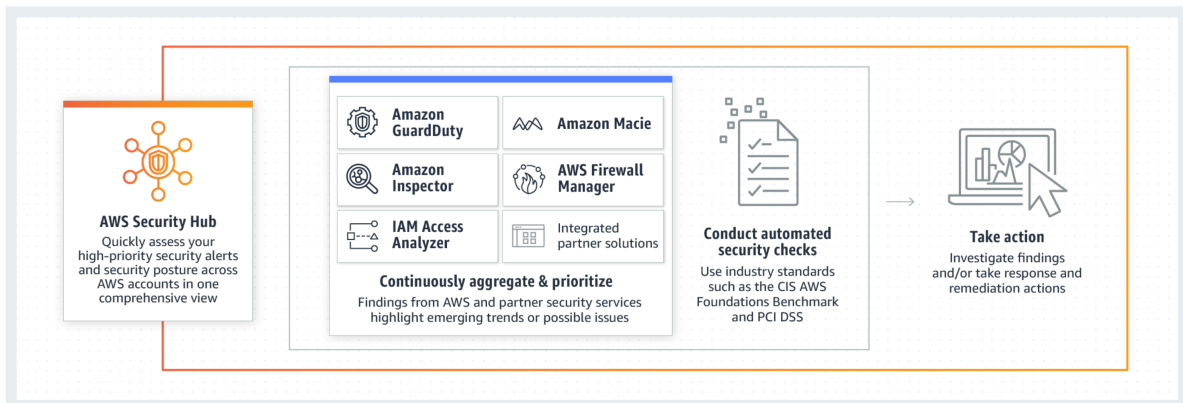 AWS Security Hub
Quickly assess your
high-priority security alerts
and security posture across
AWS accounts in one
comprehensive view
Amazon
GuardDuty
Amazon Macie
Amazon
Inspector
AWS Firewall
Manager
IAM Access
Analyzer
Integrated
partner solutions
Continuously aggregate & prioritize
Findings from AWS and partner security services
highlight emerging trends or possible issues
Conduct automated
security checks
Use industry standards
such as the CIS AWS
Foundations Benchmark
and PCI DSS
Take action
Investigate findings
and/or take response and
remediation actions